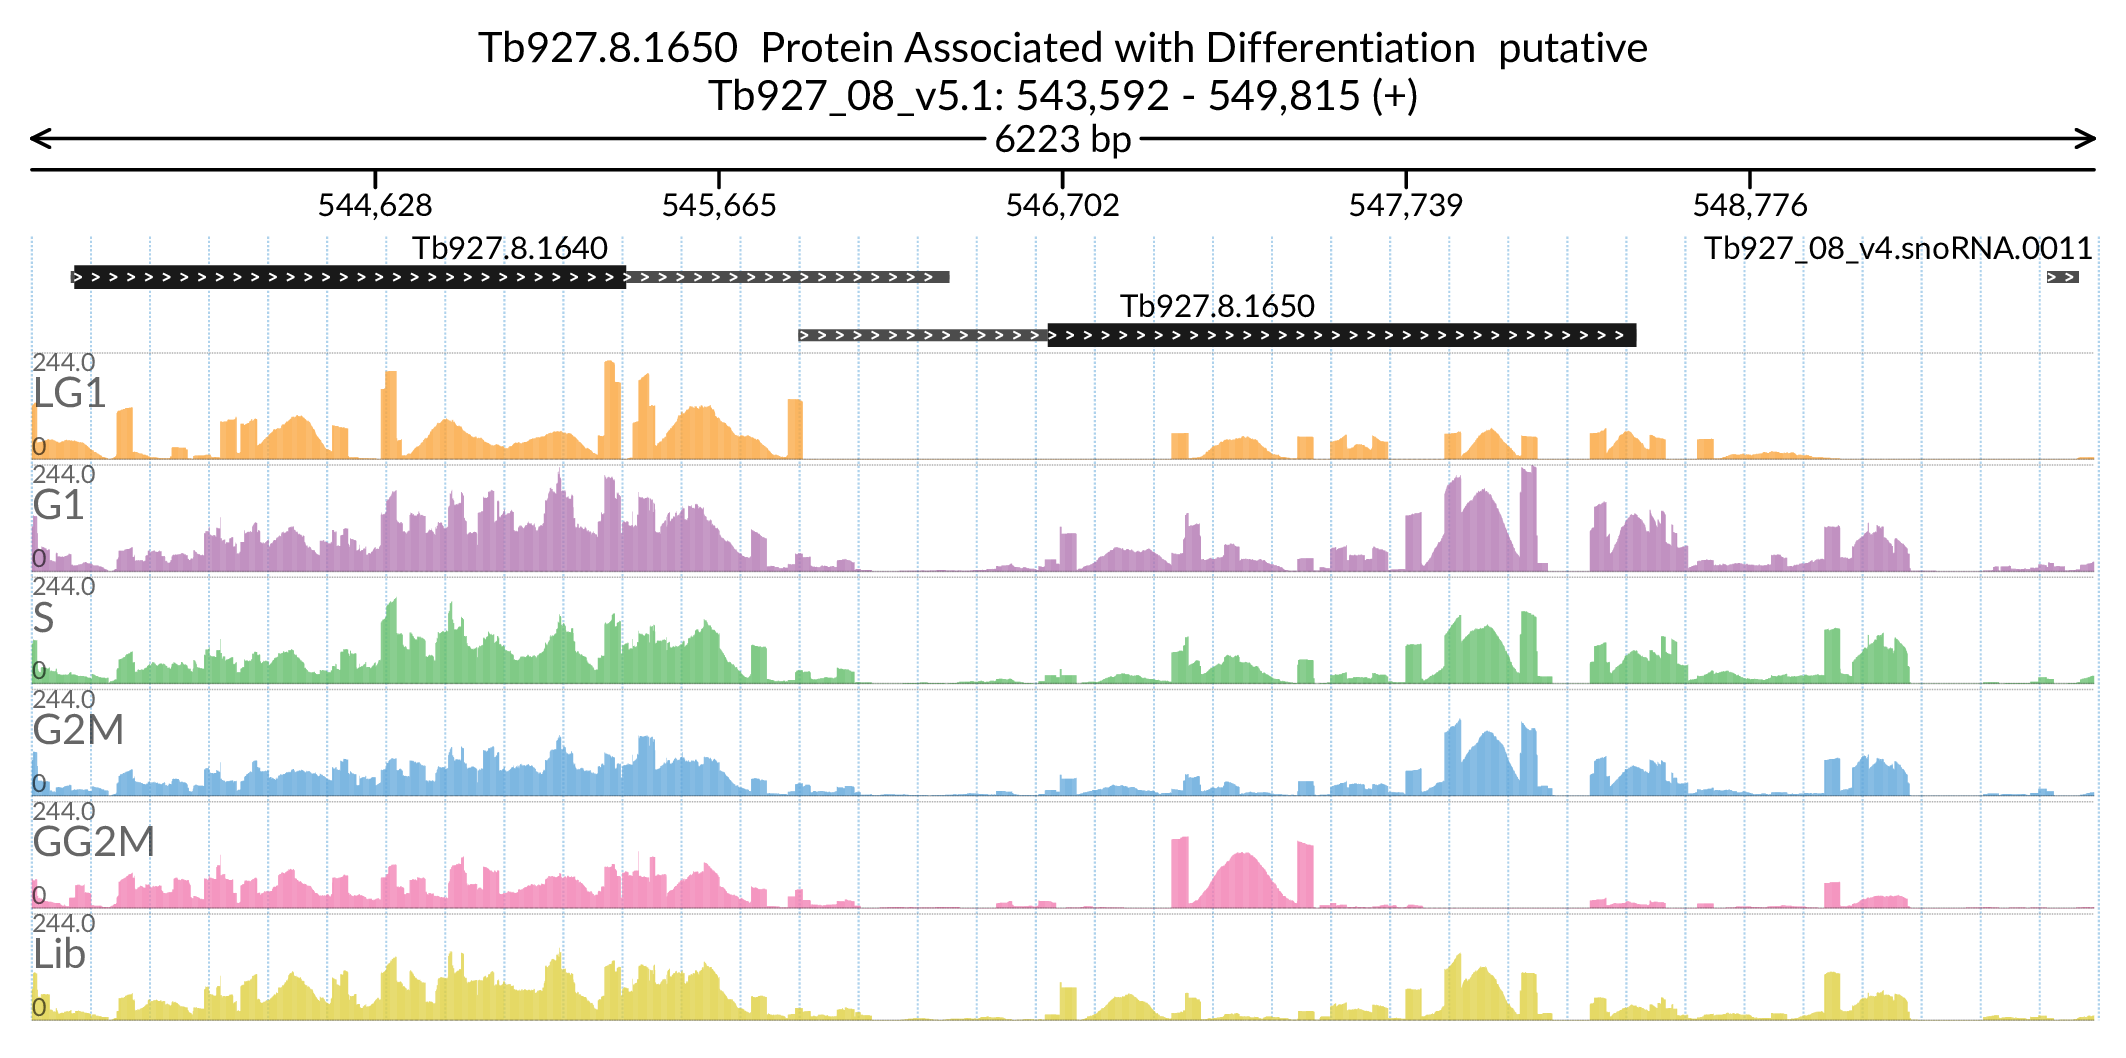 Tb927.8.1650  Protein Associated with Differentiation  putative
Tb927_08_v5.1: 543,592 - 549,815 (+)
6223 bp
544,628 545,665 546,702 547,739 548,776
Tb927.8.1640 Tb927_08_v4.snoRNA.0011
Tb927.8.1650
244.0
LG1
0
244.0
G1
0
244.0
S
0
244.0
G2M
0
244.0
GG2M
0
244.0
Lib
0